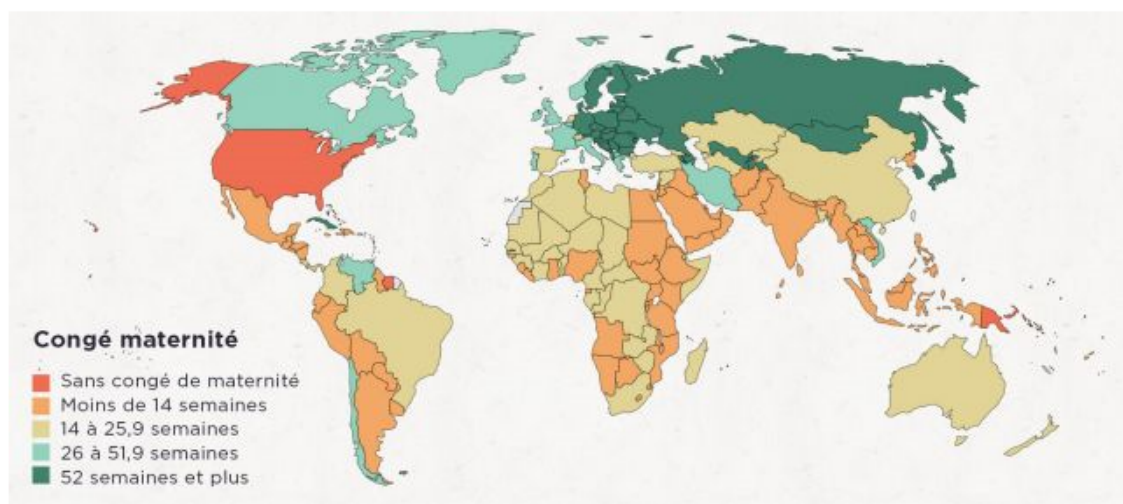 Congé maternité
Sans congé de maternité
Moins de 14 semaines
14 à 25,9 semaines
26 à 51,9 semaines
52 semaines et plus